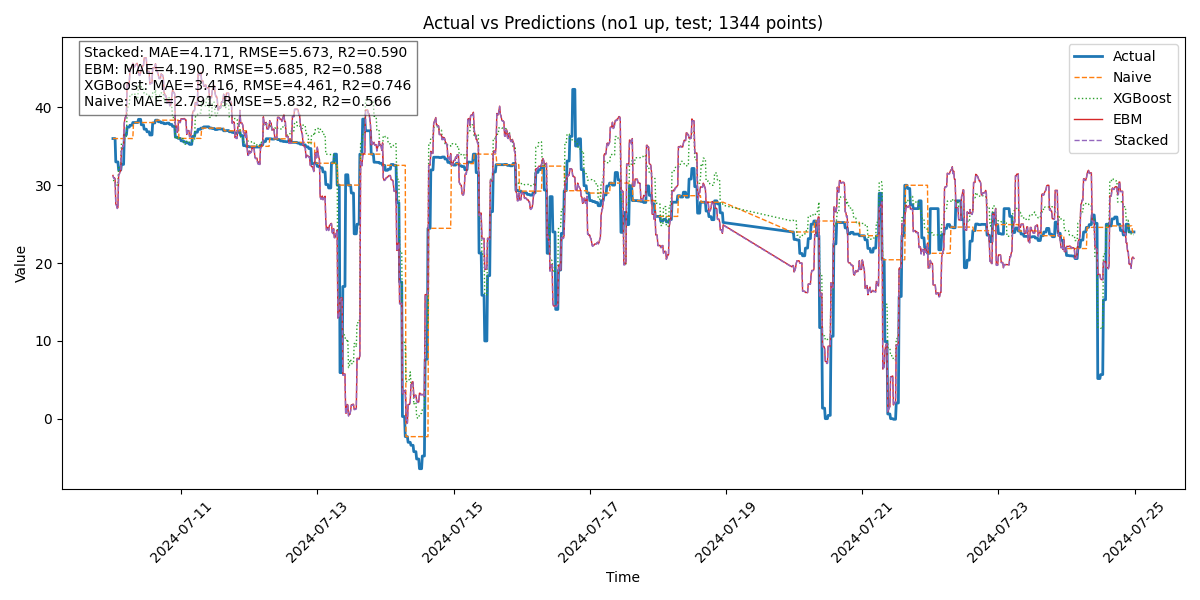 Actual vs Predictions (no1 up, test; 1344 points)
Stacked: MAE=4.171, RMSE=5.673, R2=0.590
EBM: MAE=4.190, RMSE=5.685, R2=0.588
XGBoost: MAE=3.416, RMSE=4.461, R2=0.746
Naive: MAE=2.791, RMSE=5.832, R2=0.566
Actual
Naive
XGBoost
EBM
Stacked
Value
40
30
20
10
0
2024-07-11
2024-07-13
2024-07-15
2024-07-17
2024-07-19
2024-07-21
2024-07-23
2024-07-25
Time